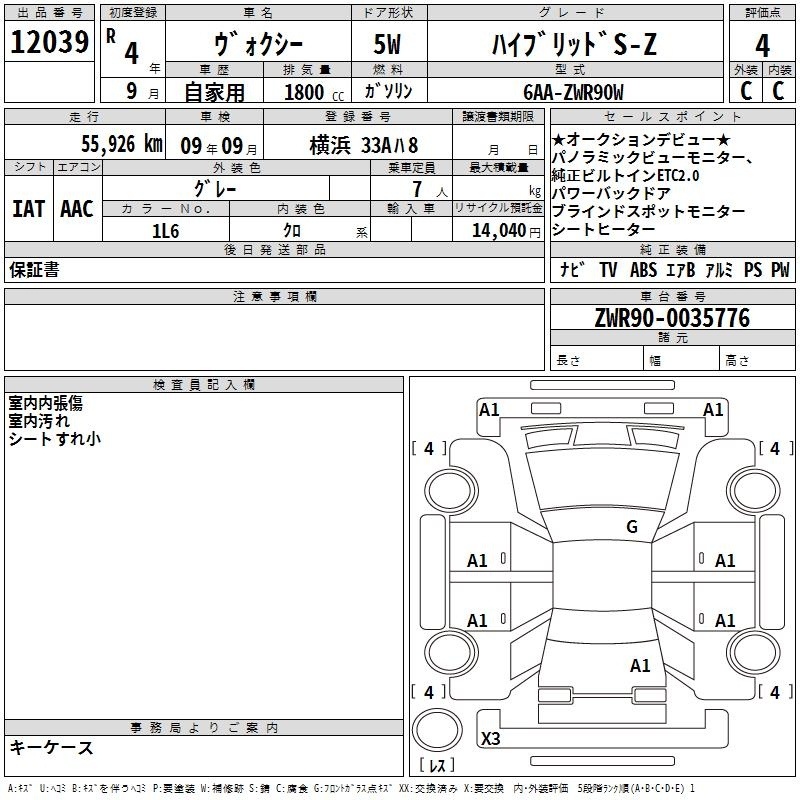 出品番号 初度登録 車名 ドア形状 グレード 評価点
12039 R 4 年 ヴォクシー 5W ハイブリッドS-Z 4
車歴 排気量 燃料 型式 外装 内装
9 月 自家用 1800 CC ガソリン 6AA-ZWR90W C C
走行 車検 登録番号 譲渡書類期限 セールスポイント
55,926 km 09年09月 横浜 33Aハ8 月 日
★オークションデビュー★
パノラミックビューモニター、
純正ビルトインETC2.0
パワーバックドア
ブラインドスポットモニター
シートヒーター
シフト エアコン 外装色 乗車定員 最大積載量
IAT AAC グレー 7 人 kg
カラーNo. 内装色 輸入車 リサイクル預託金
1L6 クロ 系 14,040 円
後日発送部品 純正装備
保証書 ナビ TV ABS エアB アルミ PS PW
注意事項欄 車台番号
ZWR90-0035776
諸元
長さ 幅 高さ
検査員記入欄
室内内張傷
室内汚れ
シートすれ小
事務局よりご案内
キーケース
A1 A1
[ 4 ] [ 4 ]
G
A1 A1
A1 A1
A1
[ 4 ] [ 4 ]
X3
[ レス ]
A:キズ U:ヘコミ B:キズを伴うヘコミ P:要塗装 W:補修跡 S:錆 C:腐食 G:フロントガラス点キズ XX:交換済み X:要交換 内・外装評価 5段階ランク順(A・B・C・D・E) 1